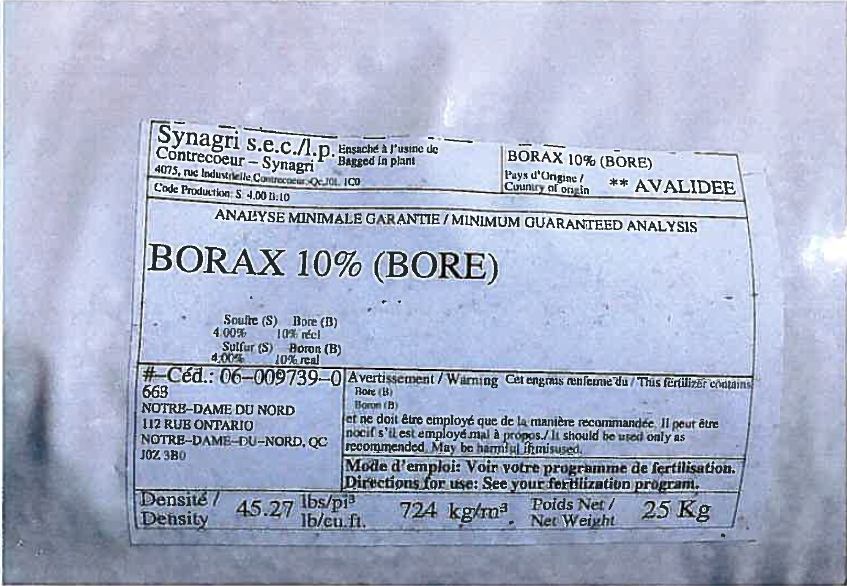 Synagri s.e.c./l.p. Ensaché à l'usine de
Bagged in plant
Contrecoeur – Synagri
4075, rue Industrielle, Contrecoeur, Qc, J0L 1C0
BORAX 10% (BORE)
Pays d'Origine /
Country of origin ** AVALIDEE
Code Production: S 4.00 B:10
ANALYSE MINIMALE GARANTIE / MINIMUM GUARANTEED ANALYSIS
BORAX 10% (BORE)
Soufre (S) Bore (B)
4.00% 10% réel
Sulfur (S) Boron (B)
4.00% 10% real
#–Céd.: 06–009739–0
663
NOTRE–DAME DU NORD
112 RUE ONTARIO
NOTRE–DAME–DU–NORD, QC
J0Z 3B0
Avertissement / Warning Cet engrais renferme du / This fertilizer contains
Bore (B)
Boron (B)
et ne doit être employé que de la manière recommandée. Il peut être
nocif s'il est employé mal à propos./ It should be used only as
recommended. May be harmful if misused.
Mode d'emploi: Voir votre programme de fertilisation.
Directions for use: See your fertilization program.
Densité /
Density 45.27 lbs/pi³
lb/cu.ft. 724 kg/m³
Poids Net /
Net Weight 25 Kg